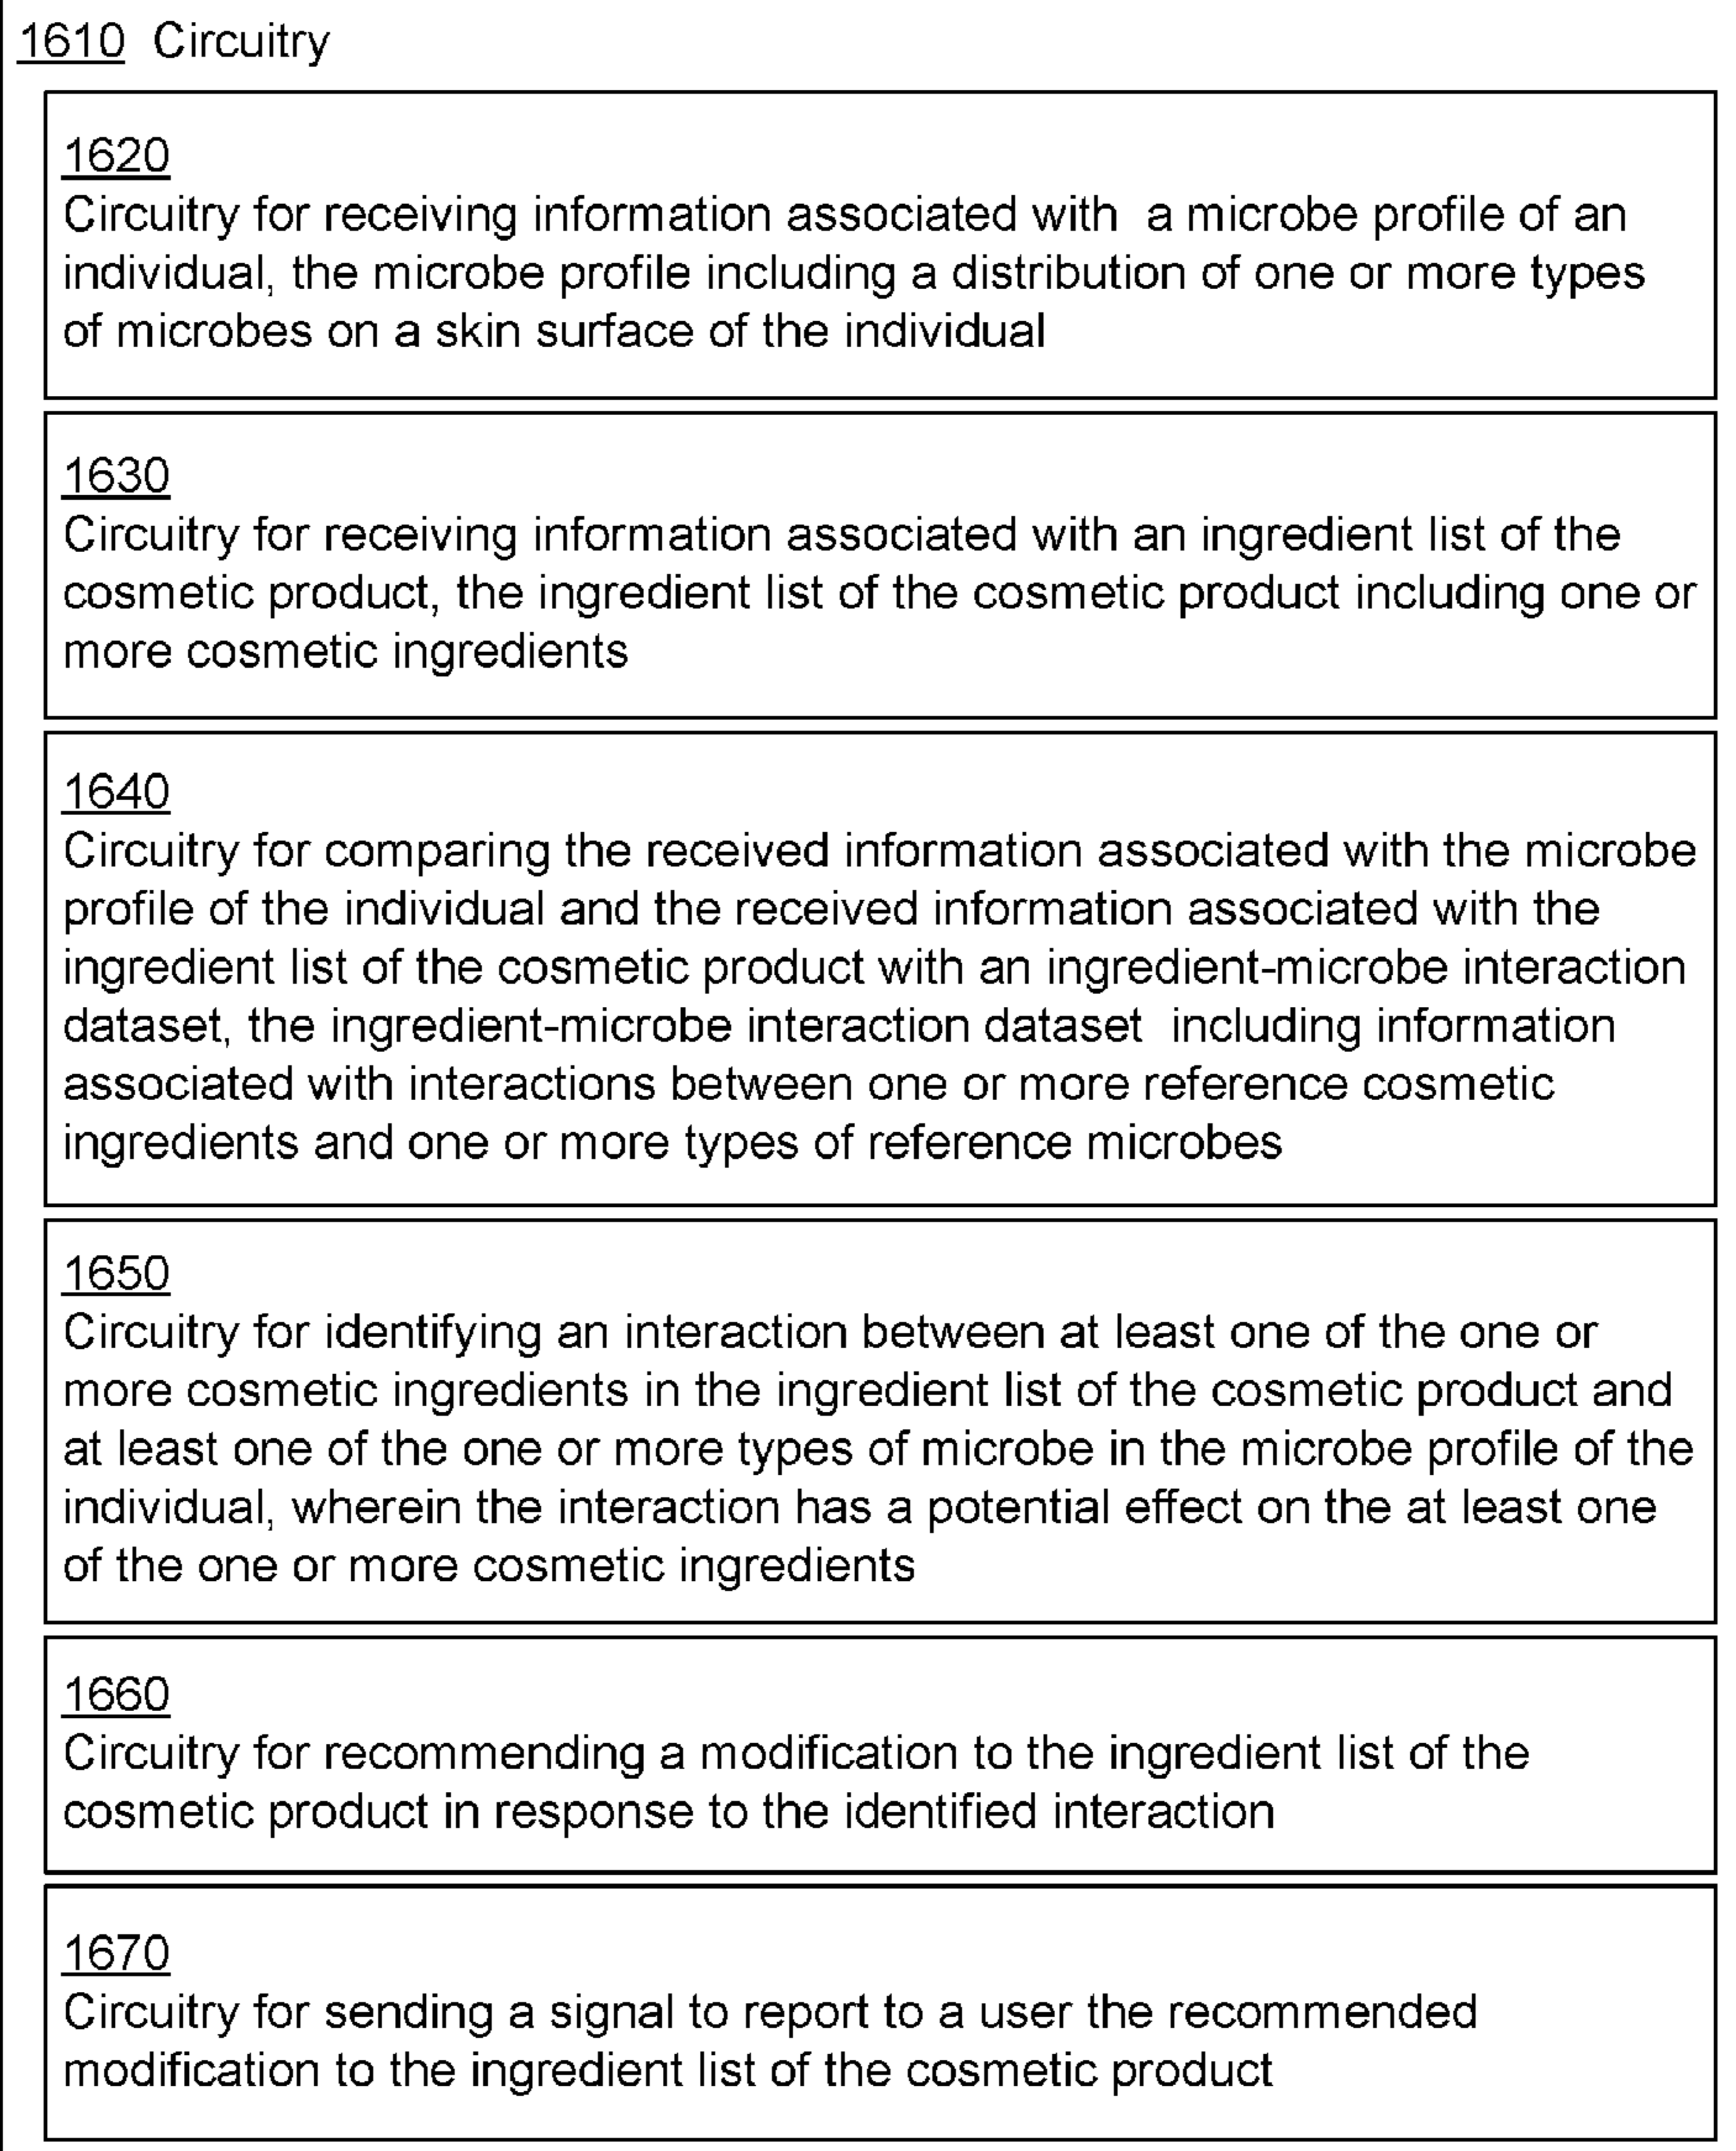 1610 Circuitry
1620
Circuitry for receiving information associated with a microbe profile of an
individual, the microbe profile including a distribution of one or more types
of microbes on a skin surface of the individual
1630
Circuitry for receiving information associated with an ingredient list of the
cosmetic product, the ingredient list of the cosmetic product including one or
more cosmetic ingredients
1640
Circuitry for comparing the received information associated with the microbe
profile of the individual and the received information associated with the
ingredient list of the cosmetic product with an ingredient-microbe interaction
dataset, the ingredient-microbe interaction dataset including information
associated with interactions between one or more reference cosmetic
ingredients and one or more types of reference microbes
1650
Circuitry for identifying an interaction between at least one of the one or
more cosmetic ingredients in the ingredient list of the cosmetic product and
at least one of the one or more types of microbe in the microbe profile of the
individual, wherein the interaction has a potential effect on the at least one
of the one or more cosmetic ingredients
1660
Circuitry for recommending a modification to the ingredient list of the
cosmetic product in response to the identified interaction
1670
Circuitry for sending a signal to report to a user the recommended
modification to the ingredient list of the cosmetic product